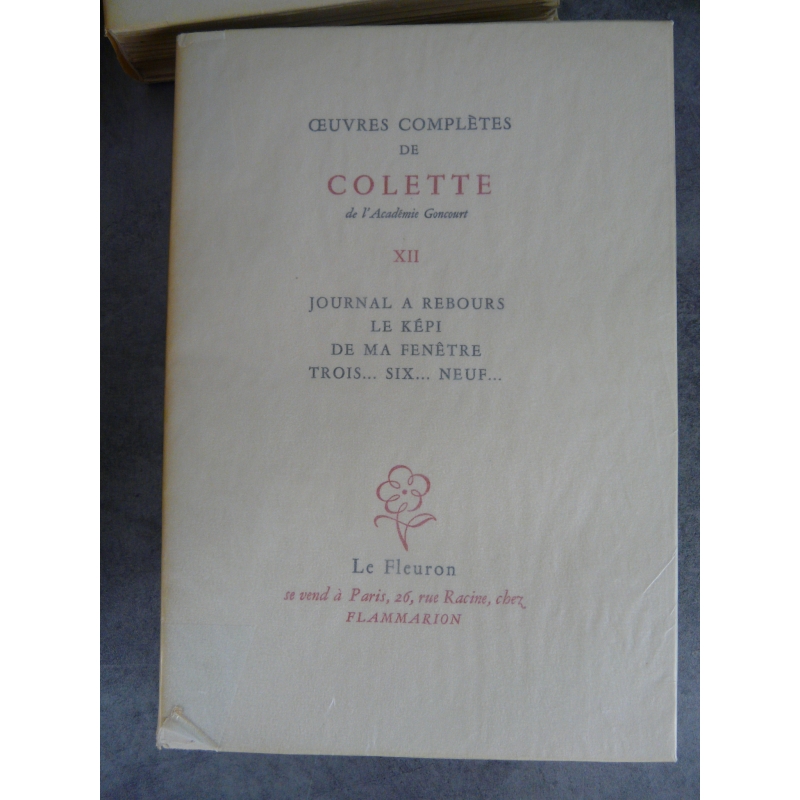 ŒUVRES COMPLÈTES
DE
COLETTE
de l'Académie Goncourt
XII
JOURNAL A REBOURS
LE KÉPI
DE MA FENÊTRE
TROIS... SIX... NEUF...
Le Fleuron
se vend à Paris, 26, rue Racine, chez
FLAMMARION